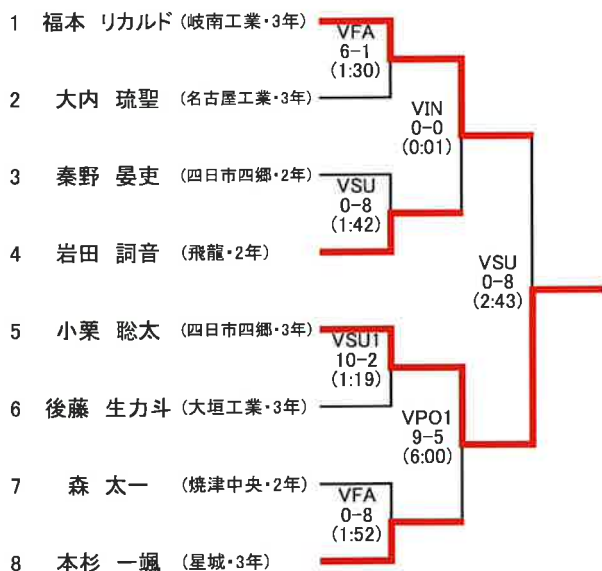 1 福本 リカルド (岐南工業・3年)
VFA
6-1
(1:30)
2 大内 琉聖 (名古屋工業・3年)
VIN
0-0
(0:01)
3 秦野 晏吏 (四日市四郷・2年)
VSU
0-8
(1:42)
4 岩田 詞音 (飛龍・2年)
VSU
0-8
(2:43)
5 小栗 聡太 (四日市四郷・3年)
VSU1
10-2
(1:19)
6 後藤 生力斗 (大垣工業・3年)
VPO1
9-5
(6:00)
7 森 太一 (焼津中央・2年)
VFA
0-8
(1:52)
8 本杉 一颯 (星城・3年)